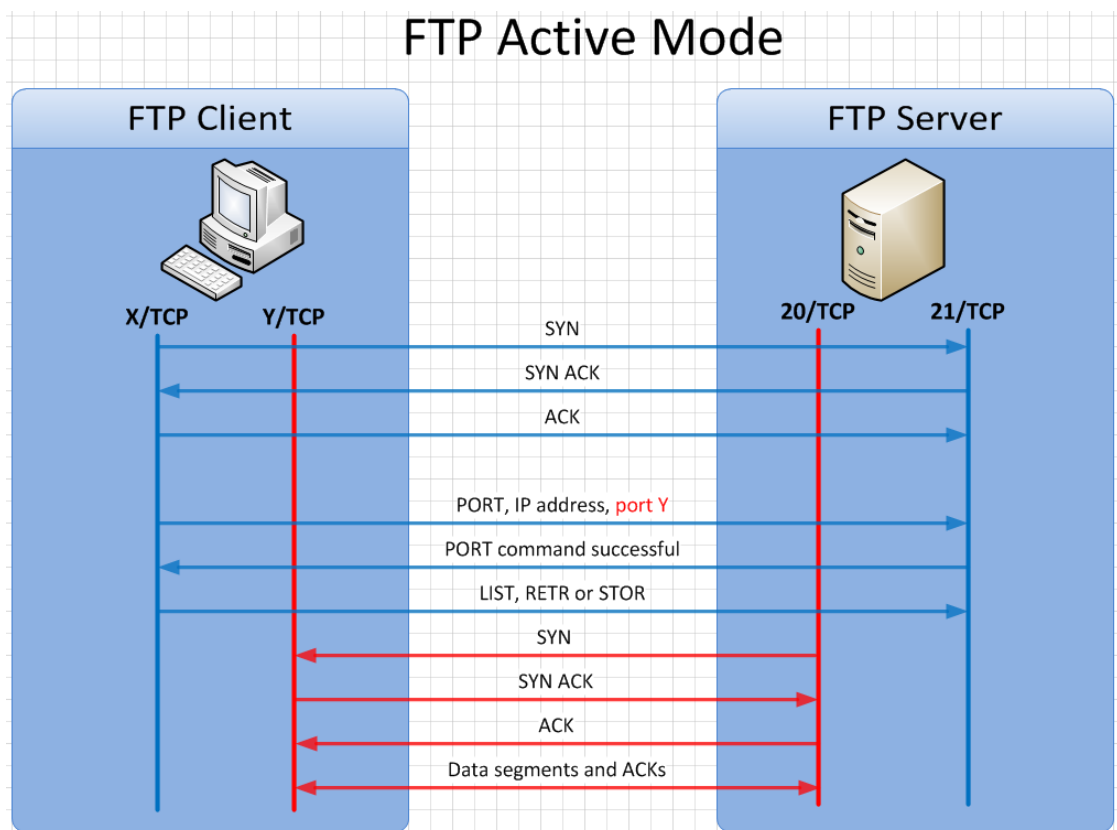 FTP Active Mode
FTP Client
FTP Server
X/TCP
Y/TCP
20/TCP
21/TCP
SYN
SYN ACK
ACK
PORT, IP address, port Y
PORT command successful
LIST, RETR or STOR
SYN
SYN ACK
ACK
Data segments and ACKs